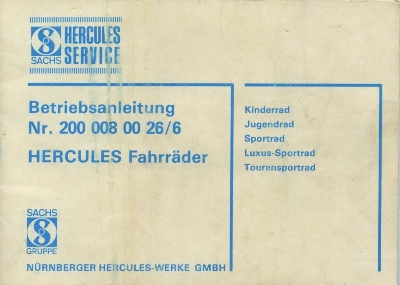 HERCULES
SERVICE
SACHS
Betriebsanleitung
Nr. 200 008 00 26/6
HERCULES Fahrräder
Kinderrad
Jugendrad
Sportrad
Luxus-Sportrad
Tourensportrad
SACHS
GRUPPE
NÜRNBERGER HERCULES-WERKE GMBH